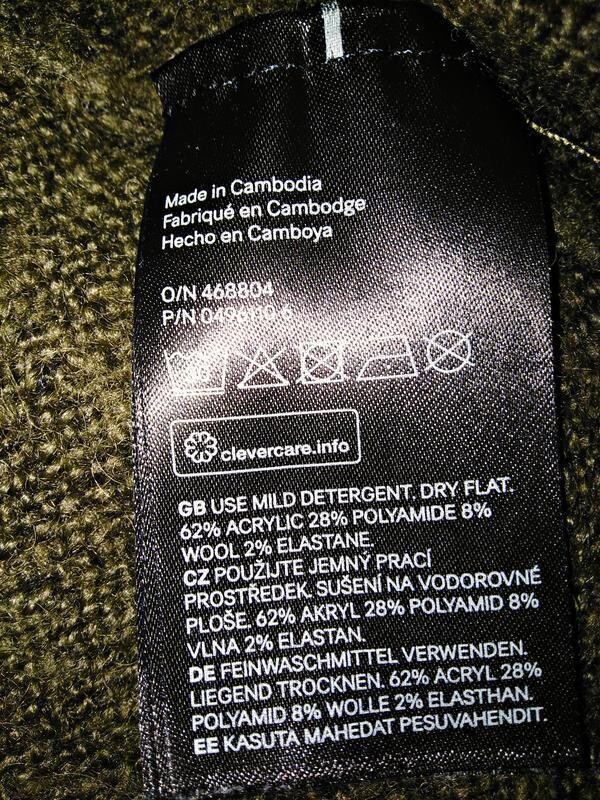 Made in Cambodia
Fabriqué en Cambodge
Hecho en Camboya
O/N 468804
P/N 0496110 6
clevercare.info
GB USE MILD DETERGENT. DRY FLAT.
62% ACRYLIC 28% POLYAMIDE 8%
WOOL 2% ELASTANE.
CZ POUŽIJTE JEMNÝ PRACÍ
PROSTŘEDEK. SUŠENÍ NA VODOROVNÉ
PLOŠE. 62% AKRYL 28% POLYAMID 8%
VLNA 2% ELASTAN.
DE FEINWASCHMITTEL VERWENDEN.
LIEGEND TROCKNEN. 62% ACRYL 28%
POLYAMID 8% WOLLE 2% ELASTHAN.
EE KASUTA MAHEDAT PESUVAHENDIT.